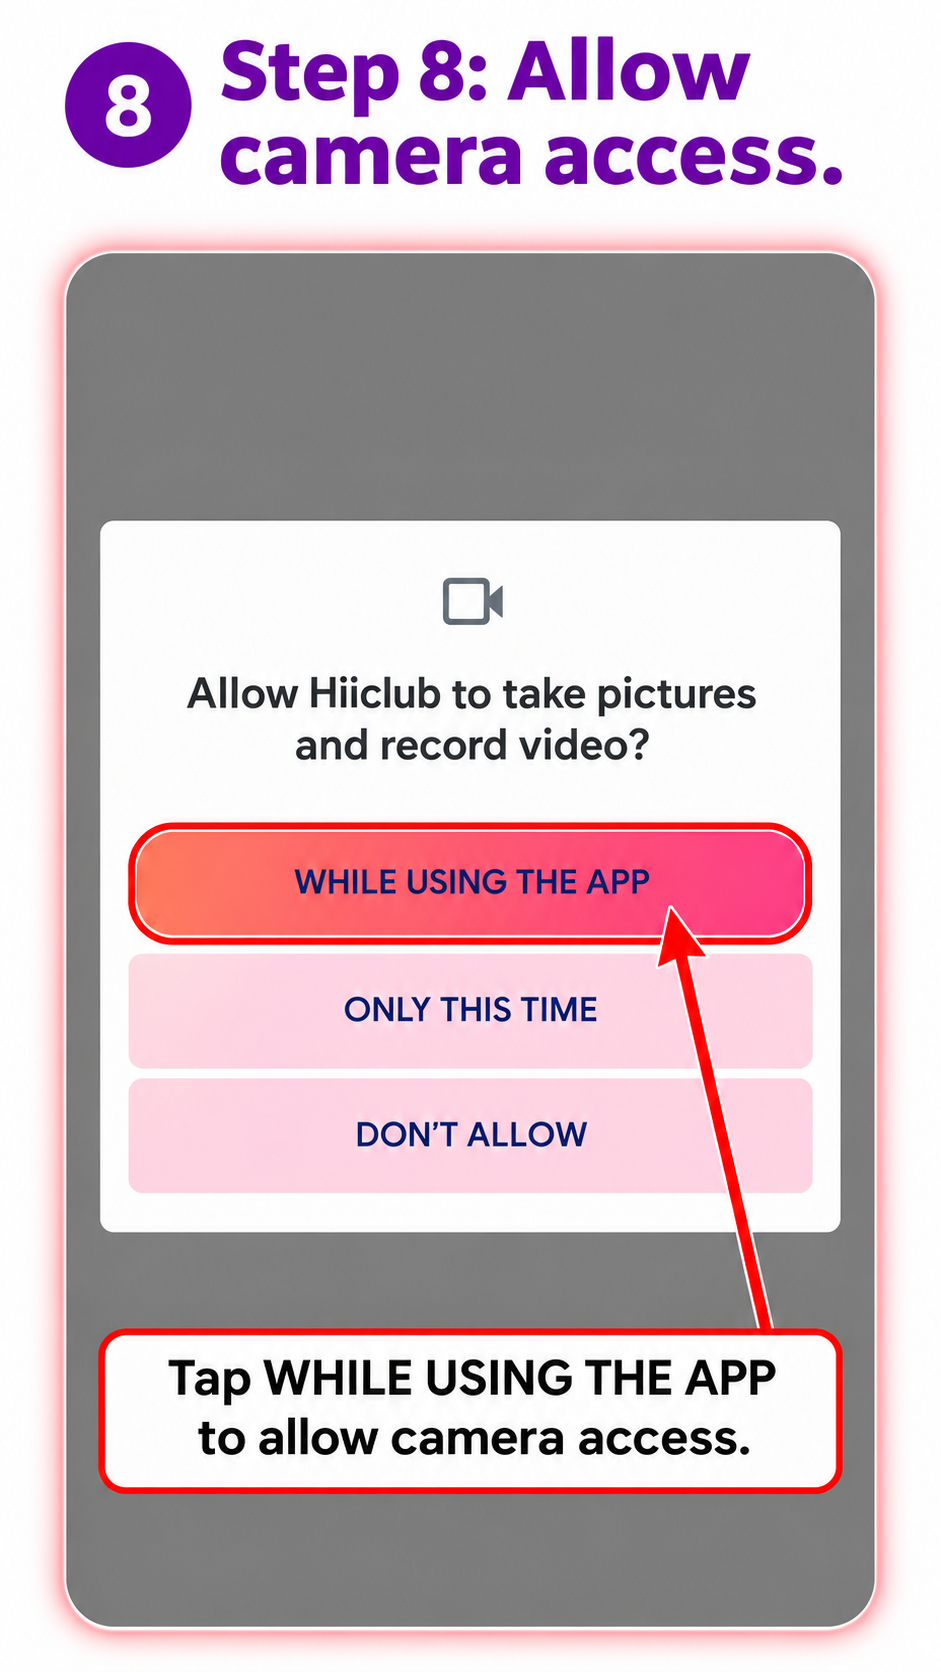 8
Step 8: Allow
camera access.
Allow Hiiclub to take pictures
and record video?
WHILE USING THE APP
ONLY THIS TIME
DON’T ALLOW
Tap WHILE USING THE APP
to allow camera access.